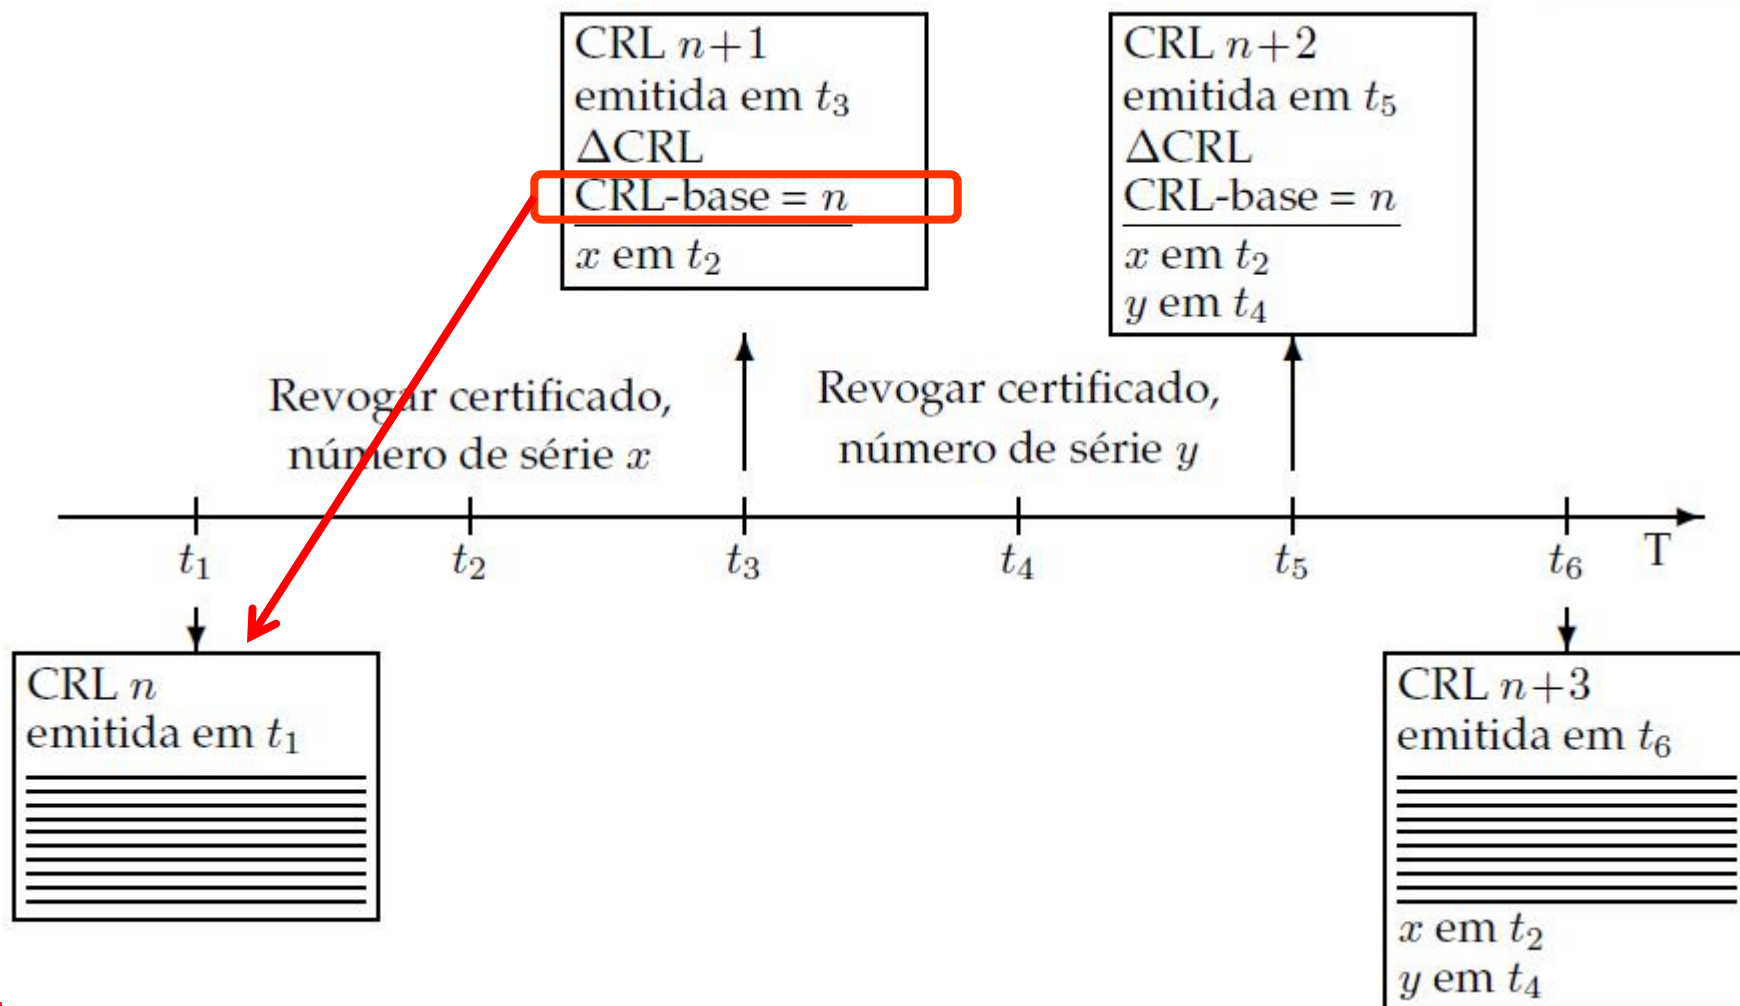 CRL n+1
emitida em t₃
ΔCRL
CRL-base = n
x em t₂
CRL n+2
emitida em t₅
ΔCRL
CRL-base = n
x em t₂
y em t₄
Revogar certificado,
número de série x
Revogar certificado,
número de série y
t₁ t₂ t₃ t₄ t₅ t₆ T
CRL n
emitida em t₁
CRL n+3
emitida em t₆
x em t₂
y em t₄